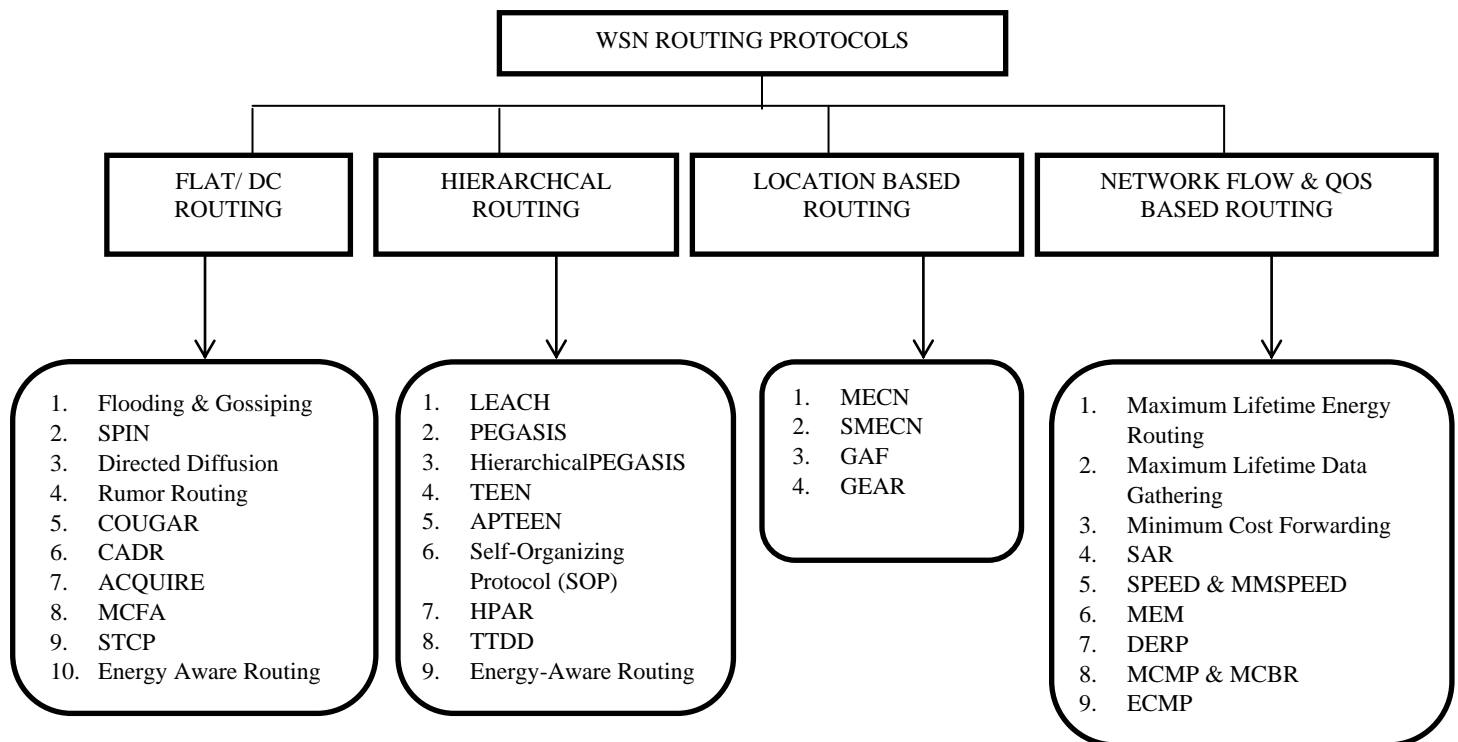 WSN ROUTING PROTOCOLS
FLAT/ DC
ROUTING
HIERARCHCAL
ROUTING
LOCATION BASED
ROUTING
NETWORK FLOW & QOS
BASED ROUTING
1. Flooding & Gossiping
2. SPIN
3. Directed Diffusion
4. Rumor Routing
5. COUGAR
6. CADR
7. ACQUIRE
8. MCFA
9. STCP
10. Energy Aware Routing
1. LEACH
2. PEGASIS
3. HierarchicalPEGASIS
4. TEEN
5. APTEEN
6. Self-Organizing
Protocol (SOP)
7. HPAR
8. TTDD
9. Energy-Aware Routing
1. MECN
2. SMECN
3. GAF
4. GEAR
1. Maximum Lifetime Energy
Routing
2. Maximum Lifetime Data
Gathering
3. Minimum Cost Forwarding
4. SAR
5. SPEED & MMSPEED
6. MEM
7. DERP
8. MCMP & MCBR
9. ECMP